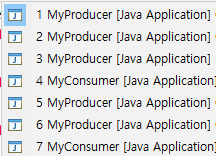 1 MyProducer [Java Application]
2 MyProducer [Java Application]
3 MyProducer [Java Application]
4 MyConsumer [Java Application]
5 MyProducer [Java Application]
6 MyProducer [Java Application]
7 MyConsumer [Java Application]